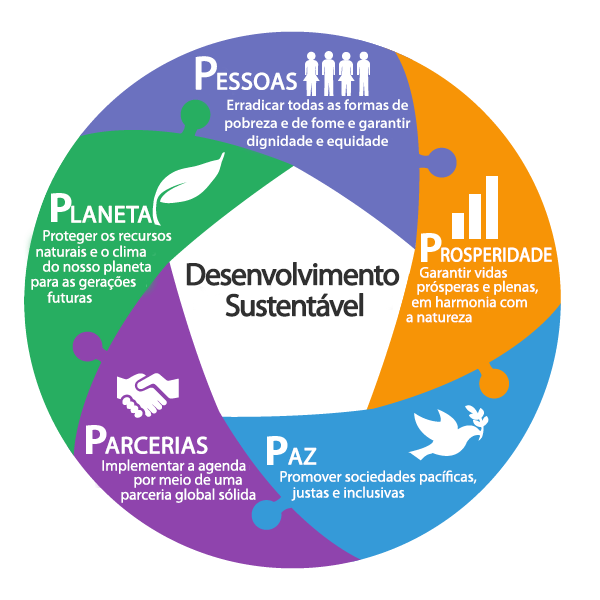 PESSOAS
Erradicar todas as formas de
pobreza e de fome e garantir
dignidade e equidade
PLANETA
Proteger os recursos
naturais e o clima
do nosso planeta
para as gerações
futuras
Desenvolvimento
Sustentável
PROSPERIDADE
Garantir vidas
prósperas e plenas,
em harmonia com
a natureza
PARCERIAS
Implementar a agenda
por meio de uma
parceria global sólida
PAZ
Promover sociedades pacíficas,
justas e inclusivas